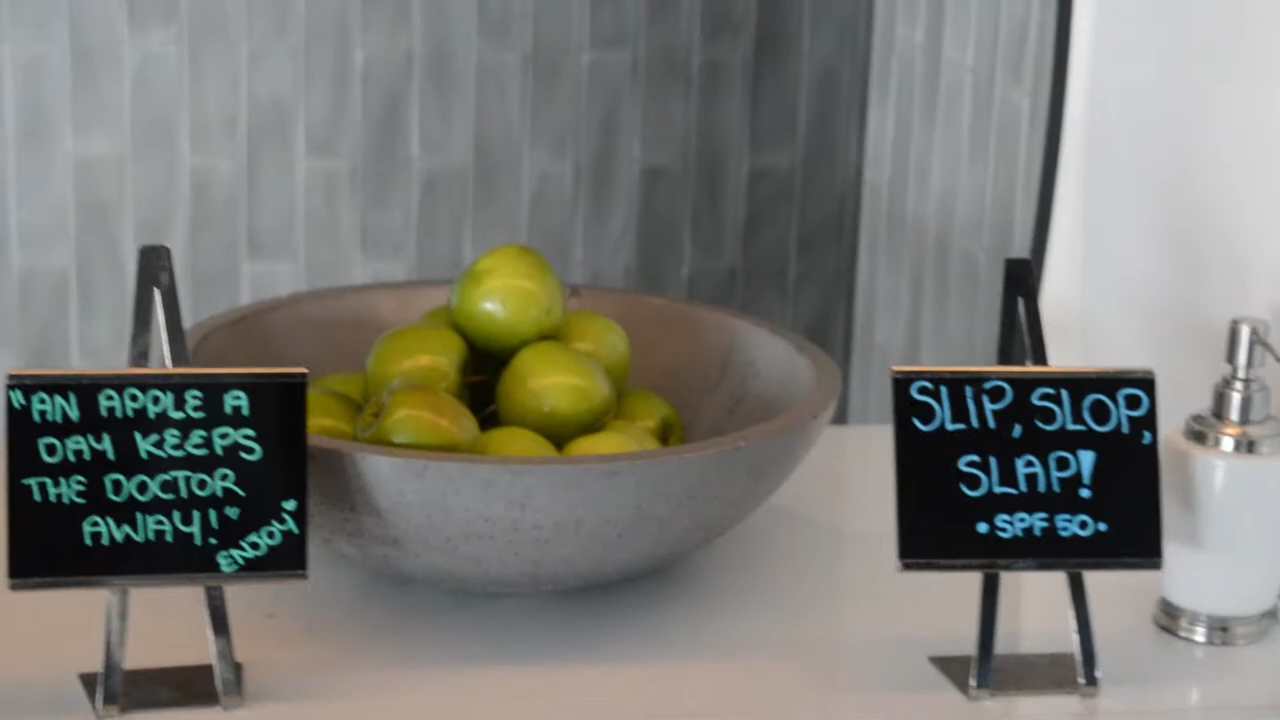 "AN APPLE A
DAY KEEPS
THE DOCTOR
AWAY!"
ENJOY
SLIP, SLOP,
SLAP!
•SPF 50•